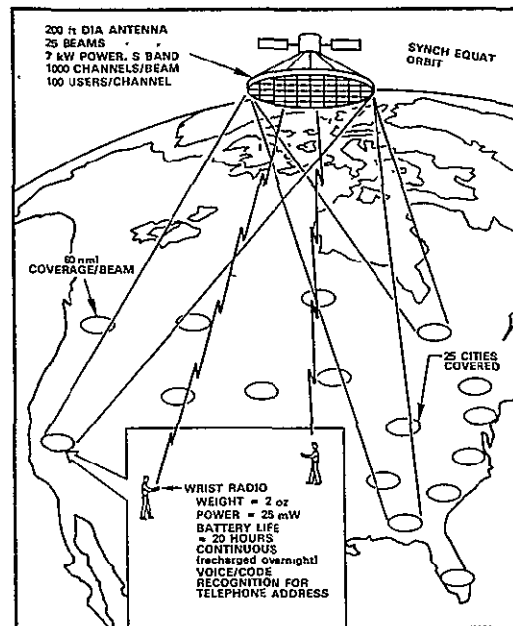 200 ft DIA ANTENNA
25 BEAMS
7 kW POWER, S BAND
1000 CHANNELS/BEAM
100 USERS/CHANNEL
SYNCH EQUAT
ORBIT
60 nmi
COVERAGE/BEAM
25 CITIES
COVERED
WRIST RADIO
WEIGHT = 2 oz
POWER = 25 mW
BATTERY LIFE
= 20 HOURS
CONTINUOUS
(recharged overnight)
VOICE/CODE
RECOGNITION FOR
TELEPHONE ADDRESS